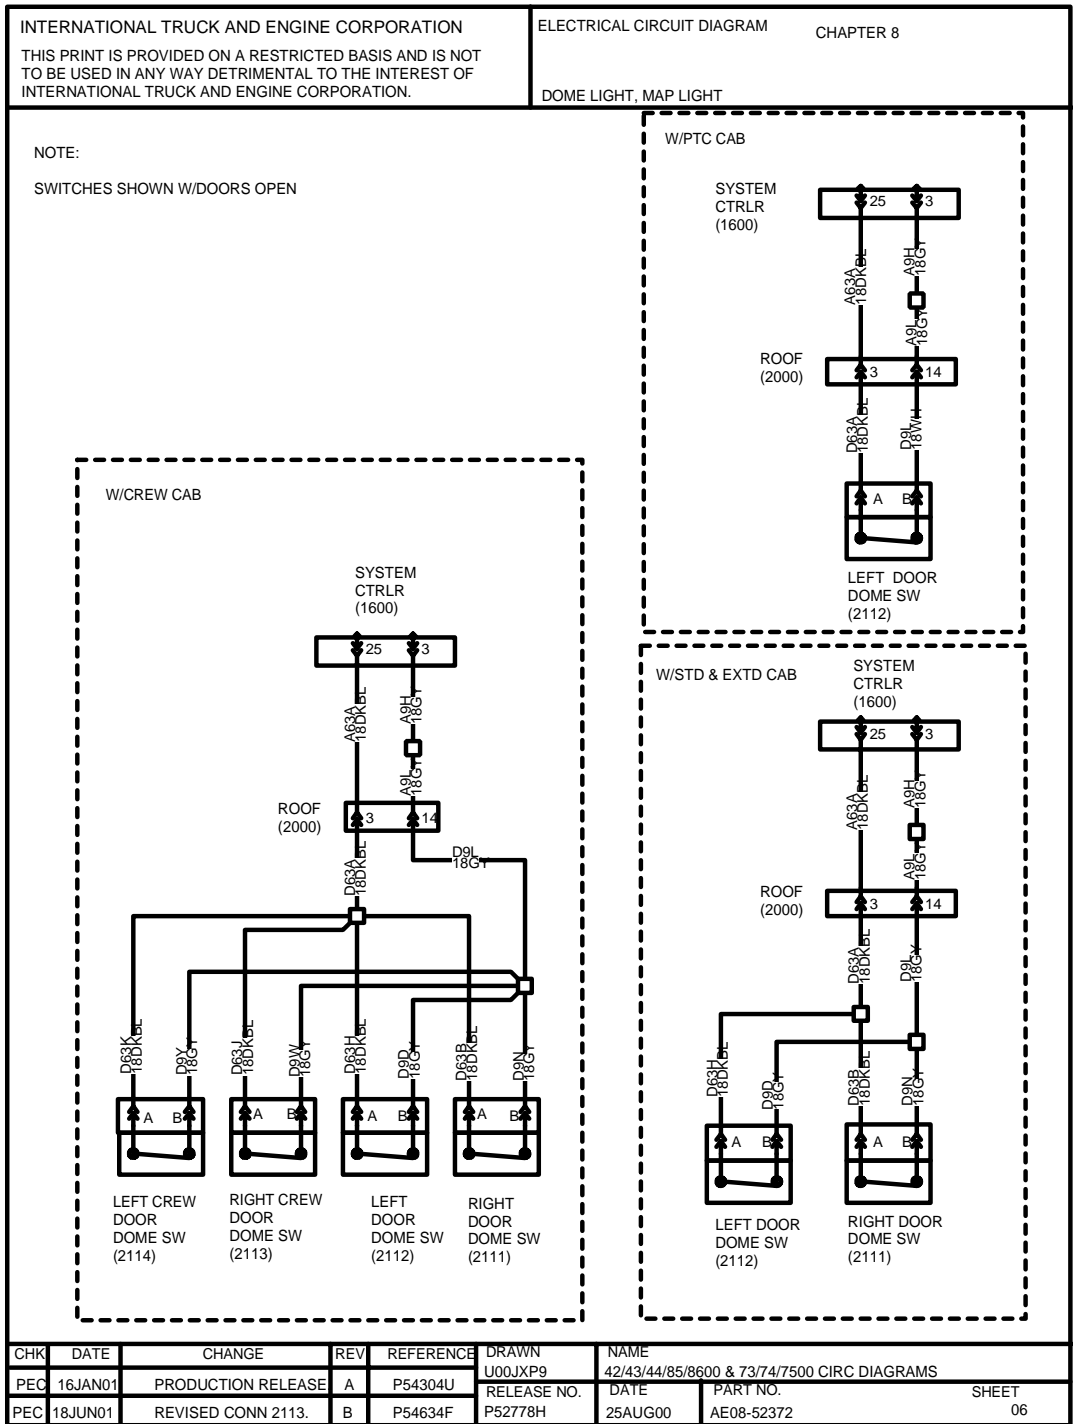 INTERNATIONAL TRUCK AND ENGINE CORPORATION
THIS PRINT IS PROVIDED ON A RESTRICTED BASIS AND IS NOT
TO BE USED IN ANY WAY DETRIMENTAL TO THE INTEREST OF
INTERNATIONAL TRUCK AND ENGINE CORPORATION.
ELECTRICAL CIRCUIT DIAGRAM
CHAPTER 8
DOME LIGHT, MAP LIGHT
NOTE:
SWITCHES SHOWN W/DOORS OPEN
W/PTC CAB
SYSTEM
CTRLR
(1600)
25
3
A63A
18DKBL
A9H
18GY
A9L
18GY
ROOF
(2000)
3
14
D63A
18DKBL
D9L
18WH
A
B
LEFT DOOR
DOME SW
(2112)
W/CREW CAB
SYSTEM
CTRLR
(1600)
25
3
A63A
18DKBL
A9H
18GY
A9L
18GY
ROOF
(2000)
3
14
D63A
18DKBL
D9L
18GY
D63K
18DKBL
D9Y
18GY
D63J
18DKBL
D9W
18GY
D63H
18DKBL
D9D
18GY
D63B
18DKBL
D9N
18GY
A
B
A
B
A
B
A
B
LEFT CREW
DOOR
DOME SW
(2114)
RIGHT CREW
DOOR
DOME SW
(2113)
LEFT
DOOR
DOME SW
(2112)
RIGHT
DOOR
DOME SW
(2111)
W/STD & EXTD CAB
SYSTEM
CTRLR
(1600)
25
3
A63A
18DKBL
A9H
18GY
A9L
18GY
ROOF
(2000)
3
14
D63A
18DKBL
D9L
18GY
D63H
18DKBL
D9D
18GY
D63B
18DKBL
D9N
18GY
A
B
A
B
LEFT DOOR
DOME SW
(2112)
RIGHT DOOR
DOME SW
(2111)
CHK DATE CHANGE REV REFERENCE
PEC 16JAN01 PRODUCTION RELEASE A P54304U
PEC 18JUN01 REVISED CONN 2113. B P54634F
DRAWN
U00JXP9
RELEASE NO.
P52778H
NAME
42/43/44/85/8600 & 73/74/7500 CIRC DIAGRAMS
DATE
25AUG00
PART NO.
AE08-52372
SHEET
06